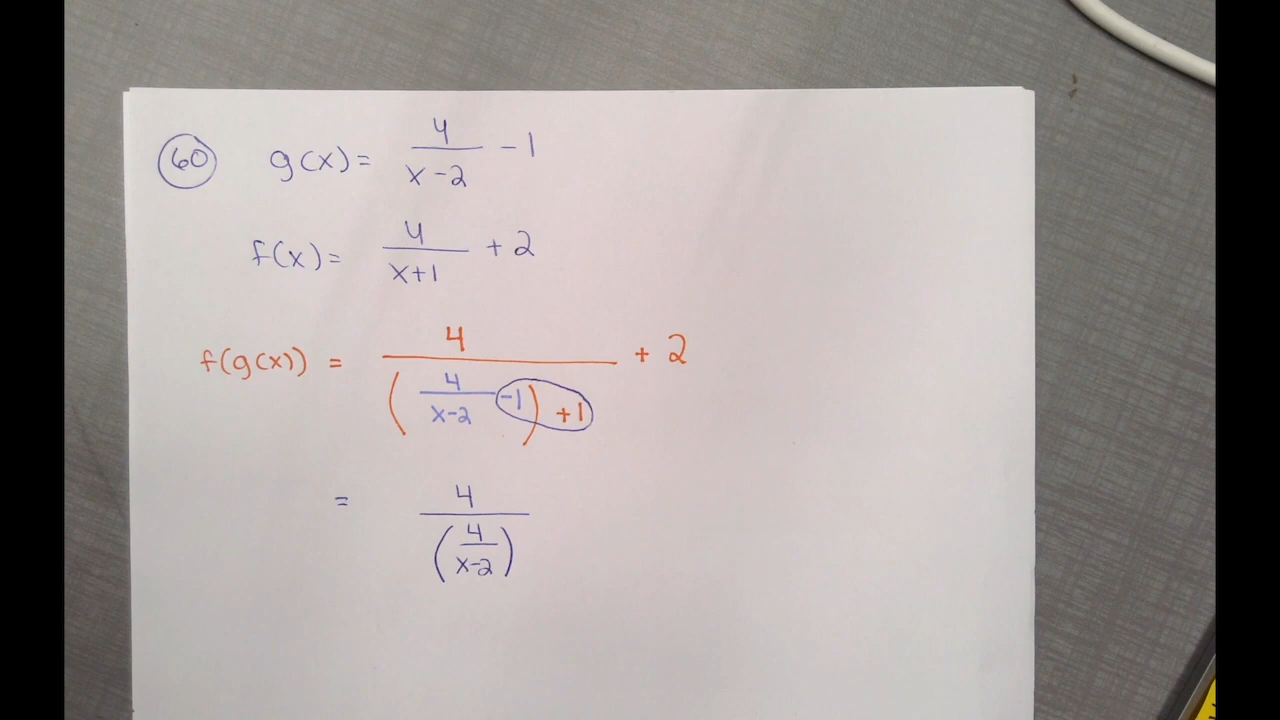 60 g(x) = 4/(x-2) - 1
f(x) = 4/(x+1) + 2
f(g(x)) = 4/((4/(x-2) - 1) + 1) + 2
= 4/(4/(x-2))